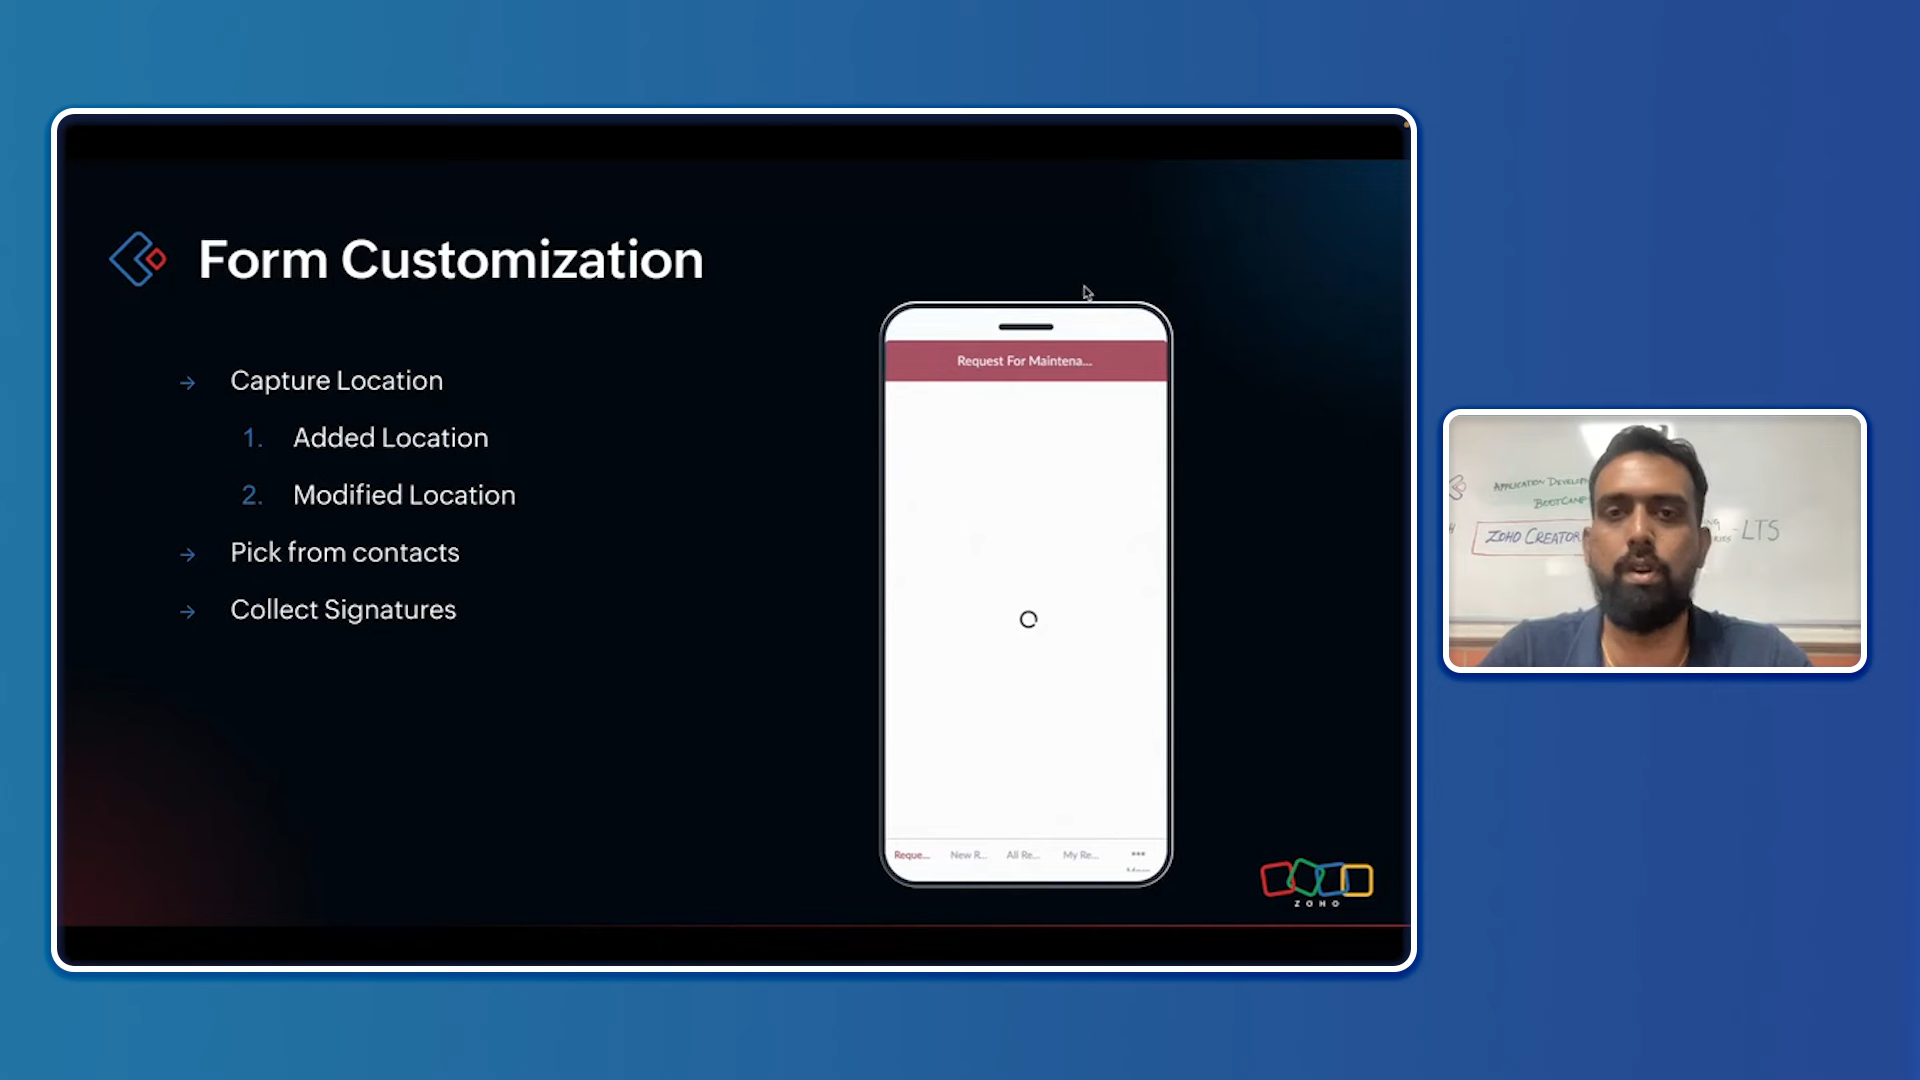 Form Customization
Capture Location
1. Added Location
2. Modified Location
Pick from contacts
Collect Signatures
Request For Maintena...
Reque...
New R...
All Re...
My Re...
ZOHO
APPLICATION
ZOHO CREATOR
- LTS